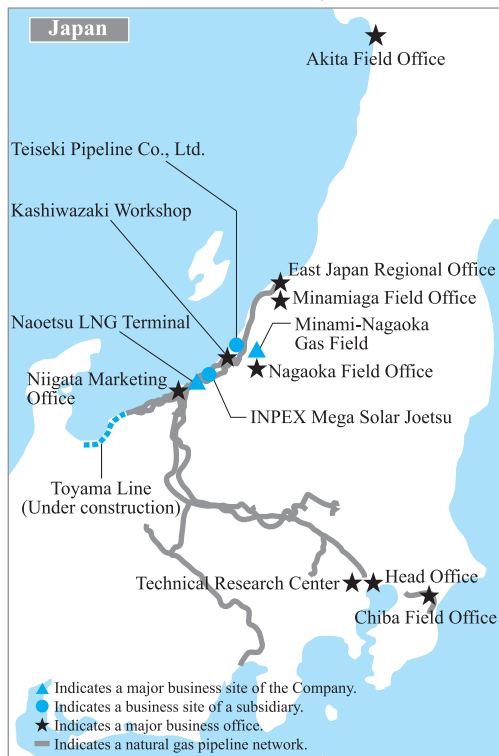 Japan
Akita Field Office
Teiseki Pipeline Co., Ltd.
Kashiwazaki Workshop
East Japan Regional Office
Minamiaga Field Office
Naoetsu LNG Terminal
Minami-Nagaoka
Gas Field
Niigata Marketing
Office
Nagaoka Field Office
INPEX Mega Solar Joetsu
Toyama Line
(Under construction)
Technical Research Center
Head Office
Chiba Field Office
Indicates a major business site of the Company.
Indicates a business site of a subsidiary.
Indicates a major business office.
Indicates a natural gas pipeline network.